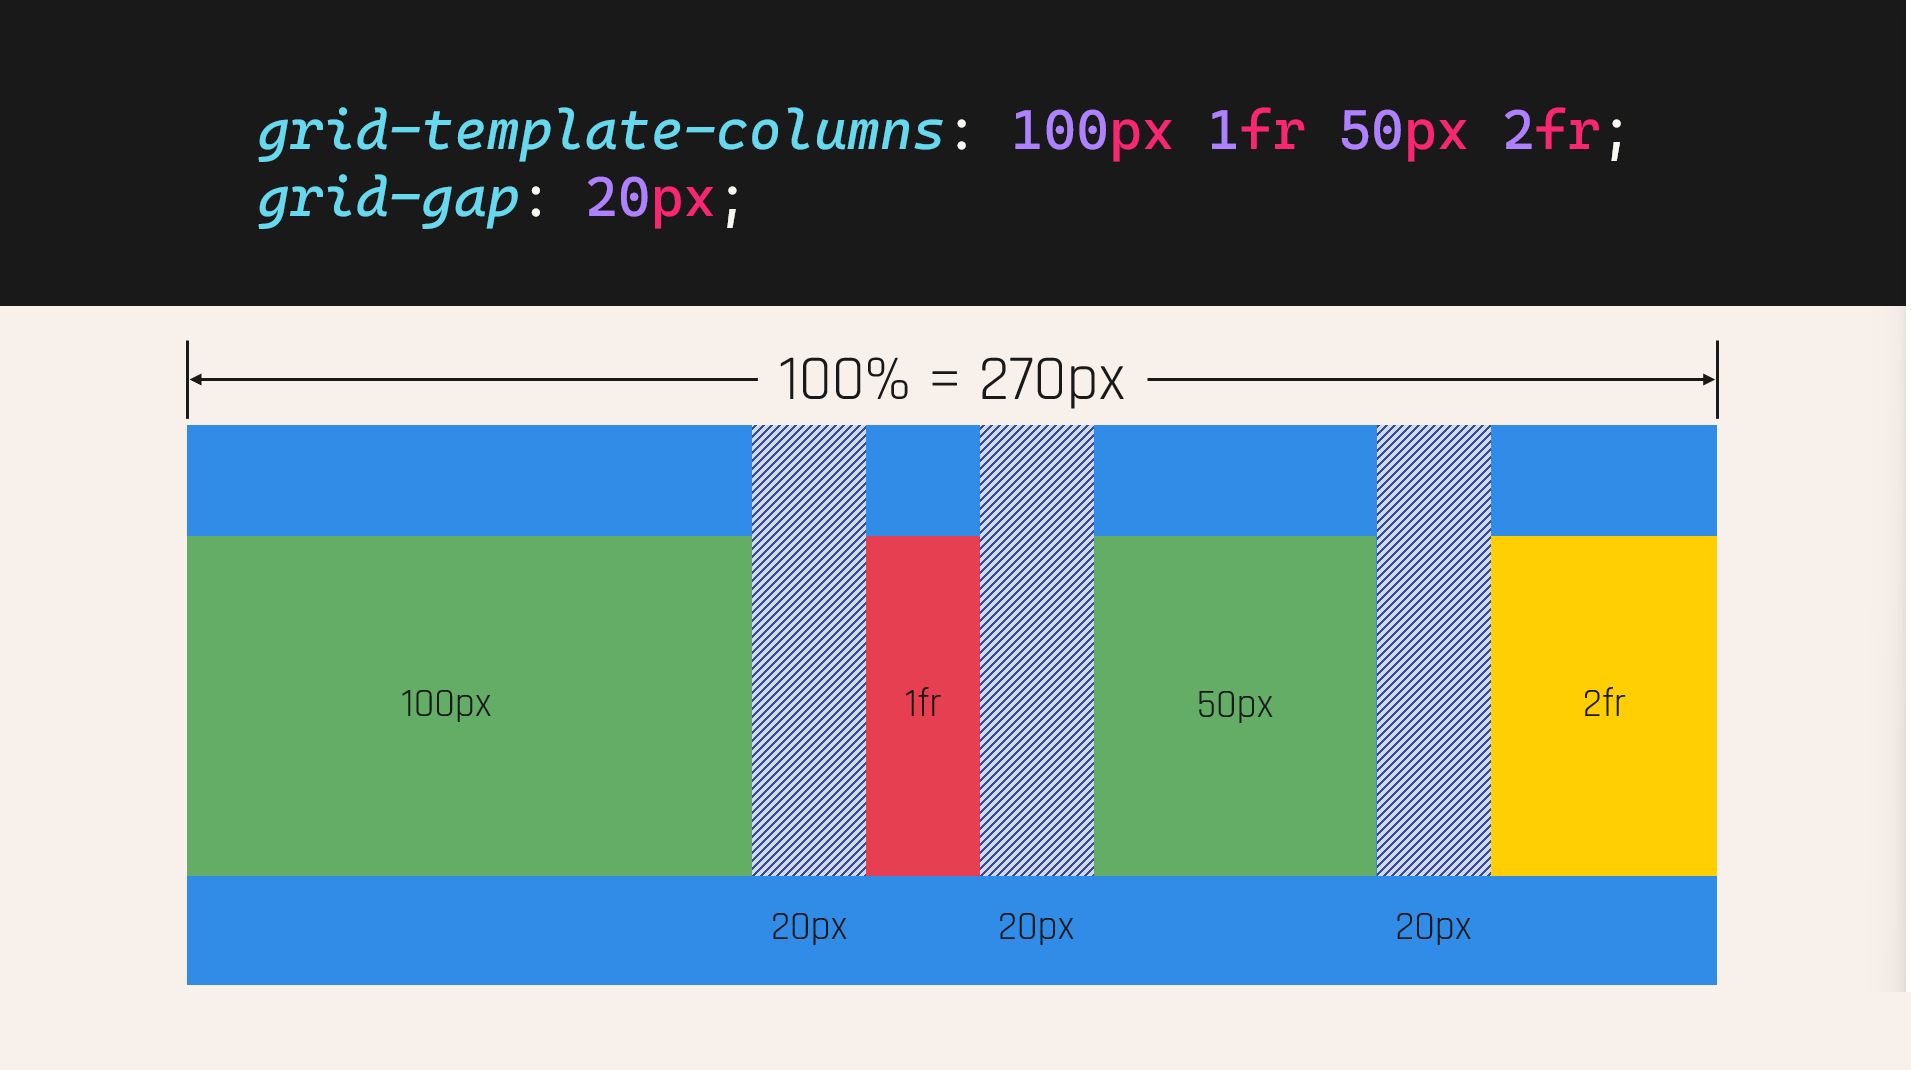 grid-template-columns: 100px 1fr 50px 2fr;
grid-gap: 20px;
100% = 270px
100px
1fr
50px
2fr
20px
20px
20px